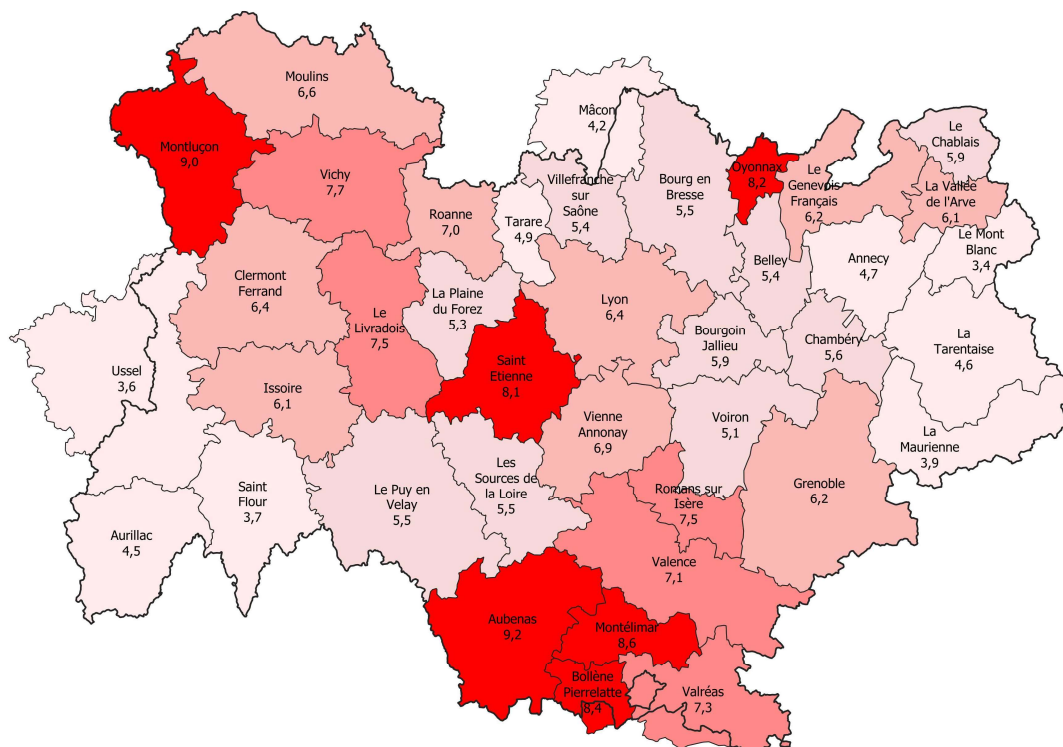 Moulins
6,6
Mâcon
4,2
Montluçon
9,0
Vichy
7,7
Roanne
7,0
Tarare
4,9
Villefranche
sur
Saône
5,4
Bourg en
Bresse
5,5
Oyonnax
8,2
Le
Genevois
Français
6,2
Le
Chablais
5,9
La Vallée
de l'Arve
6,1
Le Mont
Blanc
3,4
Annecy
4,7
Belley
5,4
Clermont
Ferrand
6,4
Le
Livradois
7,5
La Plaine
du Forez
5,3
Lyon
6,4
Bourgoin
Jallieu
5,9
Chambéry
5,6
La
Tarentaise
4,6
Ussel
3,6
Issoire
6,1
Saint
Etienne
8,1
Vienne
Annonay
6,9
Voiron
5,1
La
Maurienne
3,9
Saint
Flour
3,7
Le Puy en
Velay
5,5
Les
Sources de
la Loire
5,5
Romans sur
Isère
7,5
Grenoble
6,2
Aurillac
4,5
Valence
7,1
Aubenas
9,2
Montélimar
8,6
Bollène
Pierrelatte
8,4
Valréas
7,3